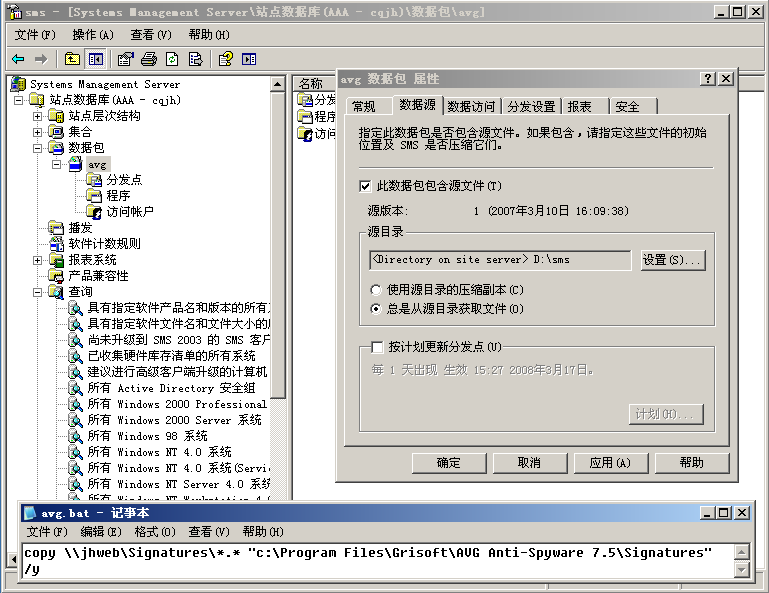 sms - [Systems Management Server\站点数据库(AAA - cqjh)\数据包\avg]
文件(F) 操作(A) 查看(V) 帮助(H)
Systems Management Server
站点数据库(AAA - cqjh)
站点层次结构
集合
数据包
avg
分发点
程序
访问帐户
播发
软件计数规则
报表系统
产品兼容性
查询
具有指定软件产品名和版本的所有
具有指定软件文件名和文件大小的
尚未升级到 SMS 2003 的 SMS 客户
已收集硬件库存清单的所有系统
建议进行高级客户端升级的计算机
所有 Active Directory 安全组
所有 Windows 2000 Professional
所有 Windows 2000 Server 系统
所有 Windows 98 系统
所有 Windows NT 4.0 系统
所有 Windows NT 4.0 系统(Servi
所有 Windows NT Server 4.0 系统
所有 Windows NT Workstation 4.0
名称
分发
程序
访问
avg 数据包 属性
常规 数据源 数据访问 分发设置 报表 安全
指定此数据包是否包含源文件。如果包含，请指定这些文件的初始
位置及 SMS 是否压缩它们。
此数据包包含源文件(T)
源版本: 1 (2007年3月10日 16:09:38)
源目录
<Directory on site server> D:\sms 设置(S)...
使用源目录的压缩副本(C)
总是从源目录获取文件(O)
按计划更新分发点(U)
每 1 天出现 生效 15:27 2008年3月17日。
计划(H)...
确定 取消 应用(A) 帮助
avg.bat - 记事本
文件(F) 编辑(E) 格式(O) 查看(V) 帮助(H)
copy \\jhweb\Signatures\*.* "c:\Program Files\Grisoft\AVG Anti-Spyware 7.5\Signatures"
/y